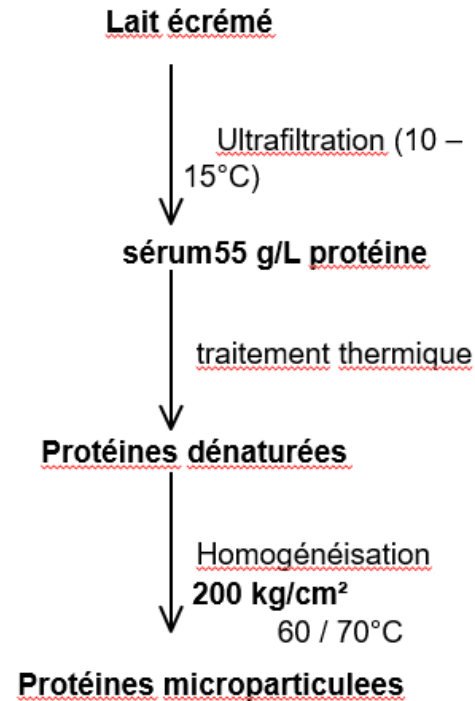 Lait écrémé
Ultrafiltration (10 –
15°C)
sérum55 g/L protéine
traitement thermique
Protéines dénaturées
Homogénéisation
200 kg/cm²
60 / 70°C
Protéines microparticulees